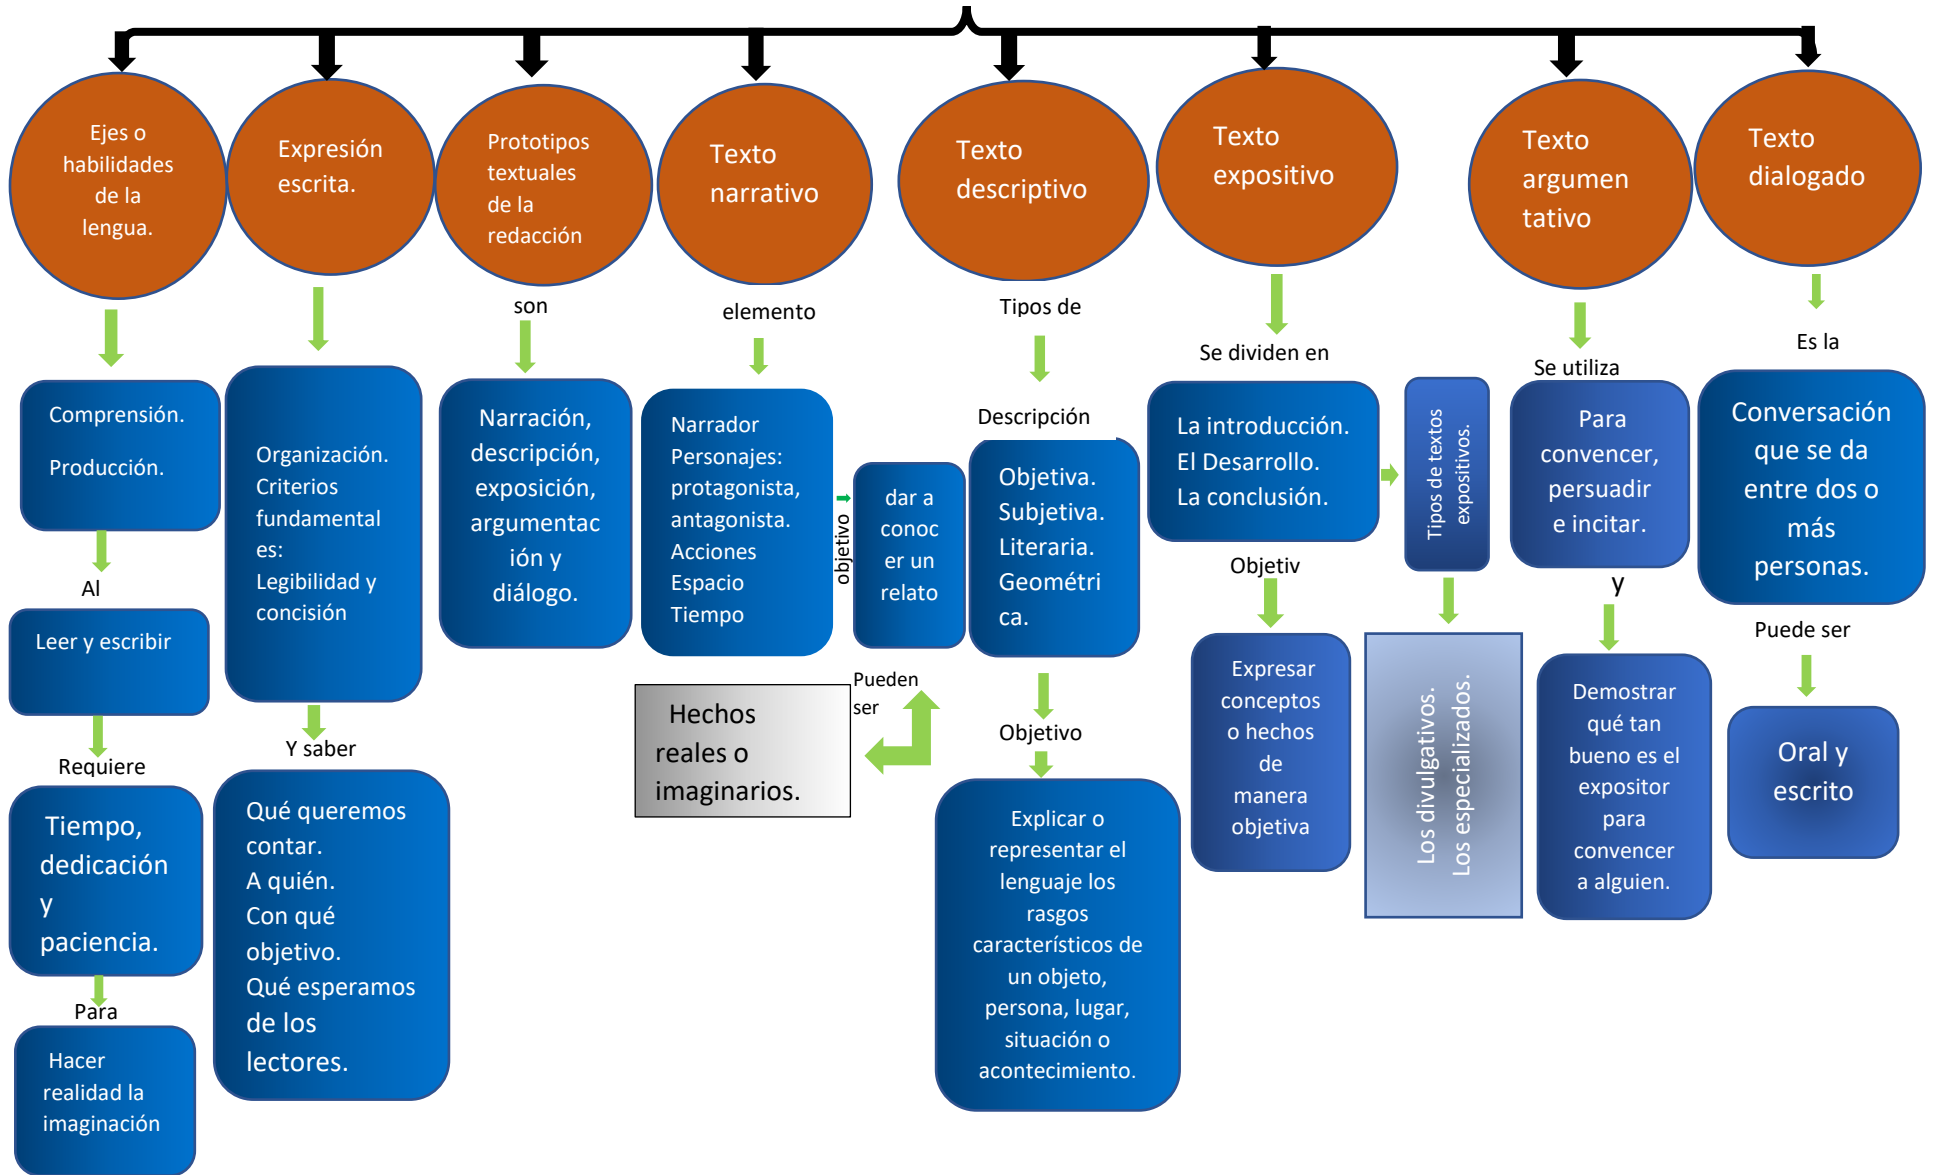 Ejes o
habilidades
de la
lengua.
Comprensión.
Producción.
Al
Leer y escribir
Requiere
Tiempo,
dedicación
y
paciencia.
Para
Hacer
realidad la
imaginación
Expresión
escrita.
Organización.
Criterios
fundamental
es:
Legibilidad y
concisión
Y saber
Qué queremos
contar.
A quién.
Con qué
objetivo.
Qué esperamos
de los
lectores.
Prototipos
textuales
de la
redacción
son
Narración,
descripción,
exposición,
argumentac
ión y
diálogo.
Texto
narrativo
elemento
Narrador
Personajes:
protagonista,
antagonista.
Acciones
Espacio
Tiempo
objetivo
dar a
conoc
er un
relato
Pueden
ser
Hechos
reales o
imaginarios.
Texto
descriptivo
Tipos de
Descripción
Objetiva.
Subjetiva.
Literaria.
Geométri
ca.
Objetivo
Explicar o
representar el
lenguaje los
rasgos
característicos de
un objeto,
persona, lugar,
situación o
acontecimiento.
Texto
expositivo
Se dividen en
La introducción.
El Desarrollo.
La conclusión.
Objetiv
Expresar
conceptos
o hechos
de
manera
objetiva
Tipos de textos
expositivos.
Los divulgativos.
Los especializados.
Texto
argumen
tativo
Se utiliza
Para
convencer,
persuadir
e incitar.
y
Demostrar
qué tan
bueno es el
expositor
para
convencer
a alguien.
Texto
dialogado
Es la
Conversación
que se da
entre dos o
más
personas.
Puede ser
Oral y
escrito